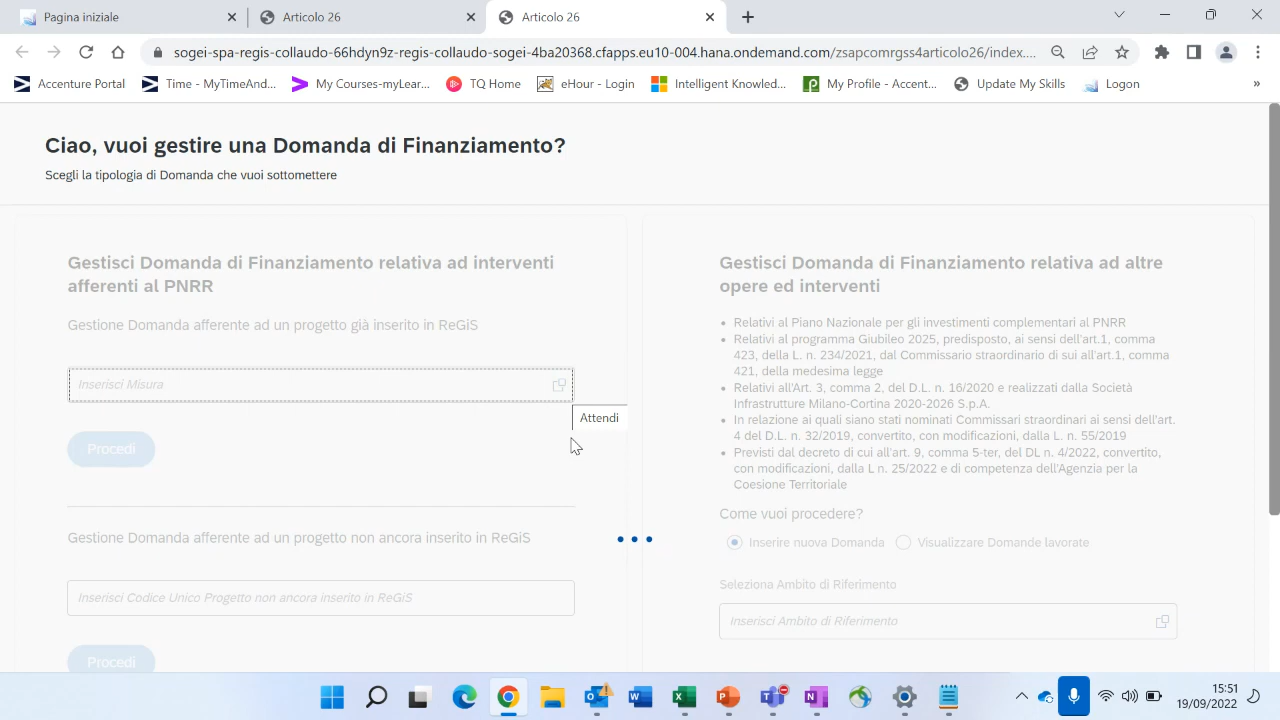 Pagina iniziale
Articolo 26
Articolo 26
sogei-spa-regis-collaudo-66hdyn9z-regis-collaudo-sogei-4ba20368.cfapps.eu10-004.hana.ondemand.com/zsapcomrgss4articolo26/index....
Accenture Portal
Time - MyTimeAnd...
My Courses-myLear...
TQ Home
eHour - Login
Intelligent Knowled...
My Profile - Accent...
Update My Skills
Logon
»
Ciao, vuoi gestire una Domanda di Finanziamento?
Scegli la tipologia di Domanda che vuoi sottomettere
Gestisci Domanda di Finanziamento relativa ad interventi
afferenti al PNRR
Gestione Domanda afferente ad un progetto già inserito in ReGiS
Inserisci Misura
Attendi
Procedi
Gestione Domanda afferente ad un progetto non ancora inserito in ReGiS
Inserisci Codice Unico Progetto non ancora inserito in ReGiS
Procedi
Gestisci Domanda di Finanziamento relativa ad altre
opere ed interventi
• Relativi al Piano Nazionale per gli investimenti complementari al PNRR
• Relativi al programma Giubileo 2025, predisposto, ai sensi dell'art.1, comma
423, della L. n. 234/2021, dal Commissario straordinario di sui all'art.1, comma
421, della medesima legge
• Relativi all'Art. 3, comma 2, del D.L. n. 16/2020 e realizzati dalla Società
Infrastrutture Milano-Cortina 2020-2026 S.p.A.
• In relazione ai quali siano stati nominati Commissari straordinari ai sensi dell'art.
4 del D.L. n. 32/2019, convertito, con modificazioni, dalla L. n. 55/2019
• Previsti dal decreto di cui all'art. 9, comma 5-ter, del DL n. 4/2022, convertito,
con modificazioni, dalla L n. 25/2022 e di competenza dell'Agenzia per la
Coesione Territoriale
Come vuoi procedere?
Inserire nuova Domanda
Visualizzare Domande lavorate
Seleziona Ambito di Riferimento
Inserisci Ambito di Riferimento
15:51
19/09/2022